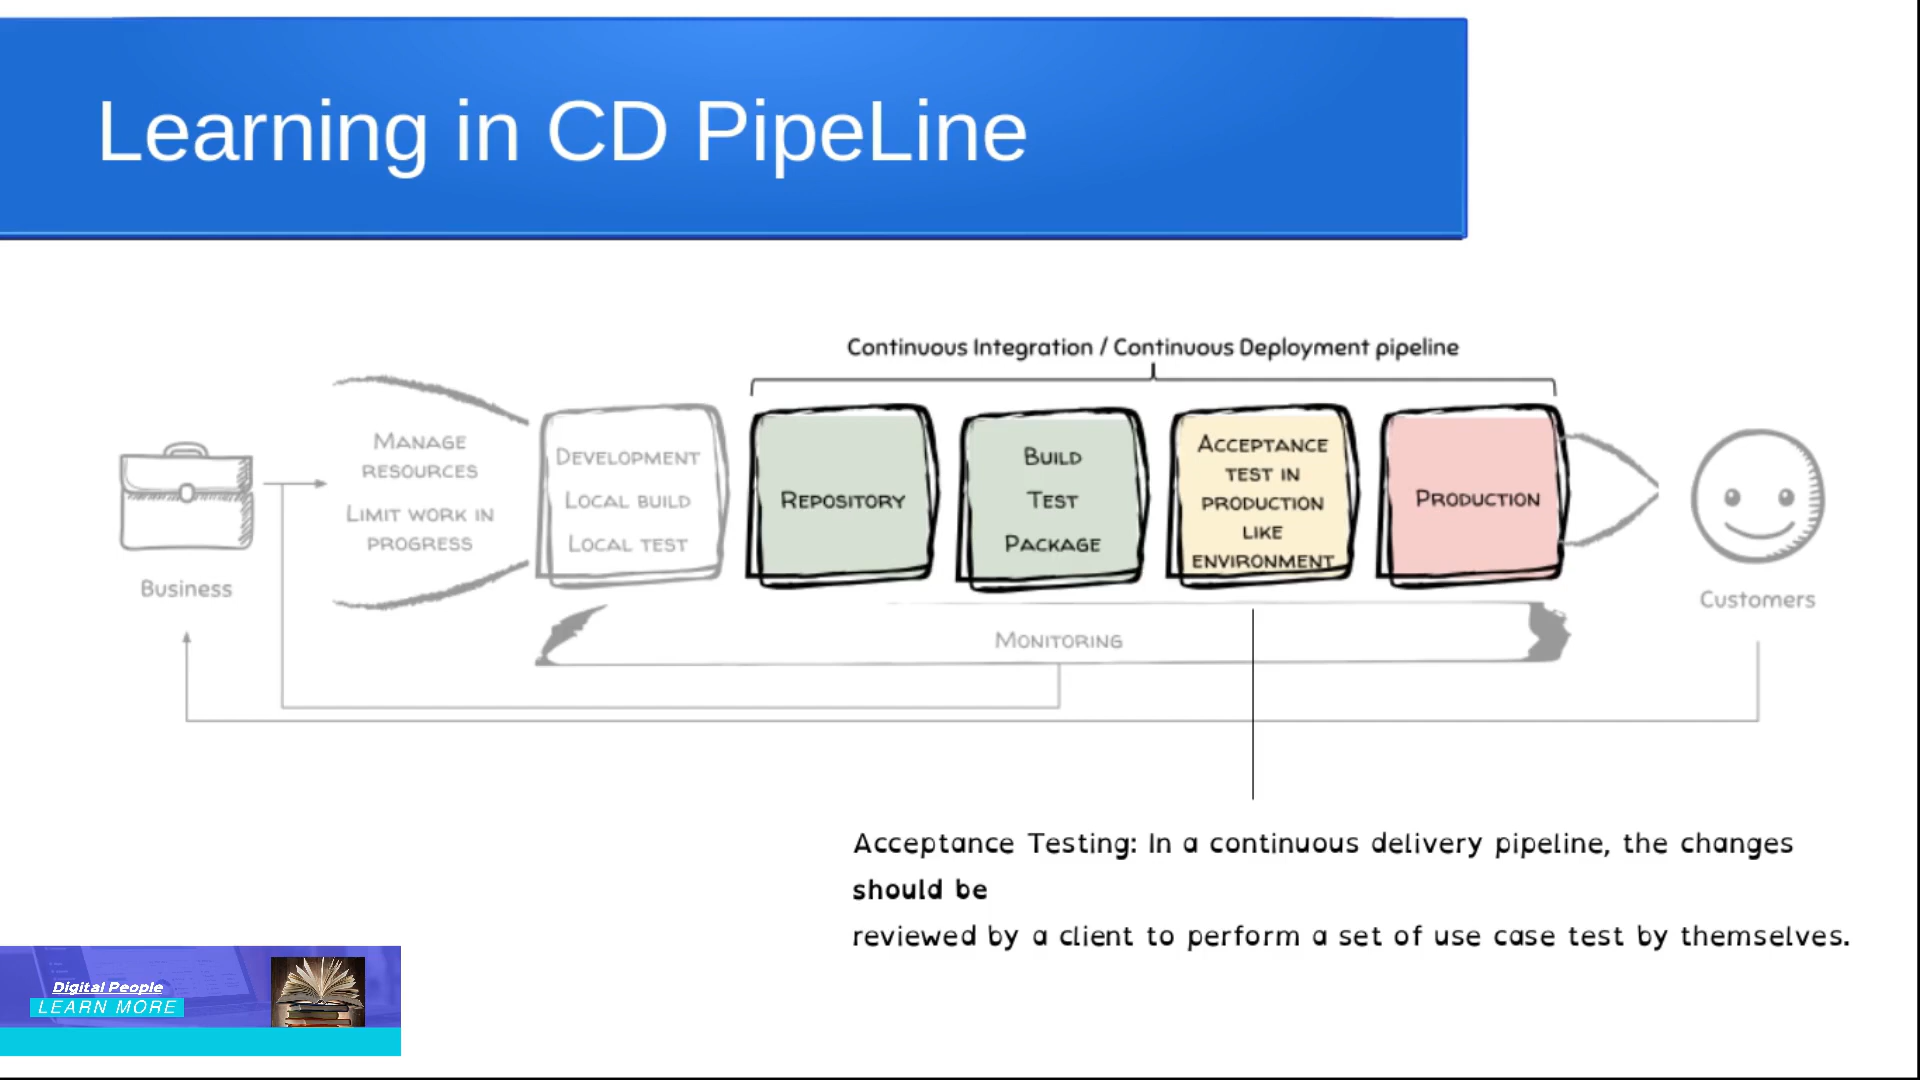 Learning in CD PipeLine
Continuous Integration / Continuous Deployment pipeline
MANAGE
RESOURCES
LIMIT WORK IN
PROGRESS
DEVELOPMENT
LOCAL BUILD
LOCAL TEST
REPOSITORY
BUILD
TEST
PACKAGE
ACCEPTANCE
TEST IN
PRODUCTION
LIKE
ENVIRONMENT
PRODUCTION
Business
Customers
MONITORING
Acceptance Testing: In a continuous delivery pipeline, the changes
should be
reviewed by a client to perform a set of use case test by themselves.
Digital People
LEARN MORE